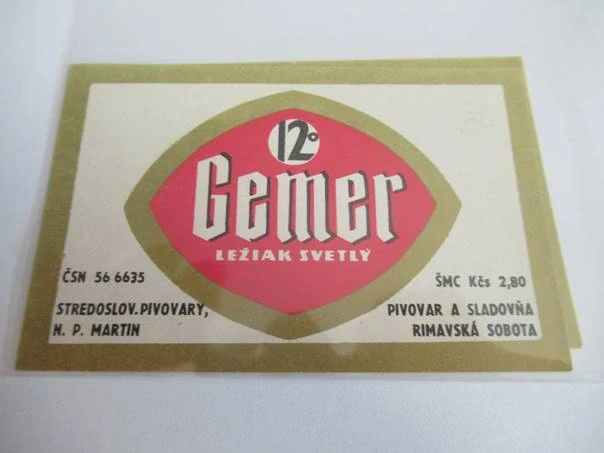 12°
Gemer
LEŽIAK SVETLÝ
ČSN 56 6635
STREDOSLOV. PIVOVARY,
N. P. MARTIN
ŠMC Kčs 2,80
PIVOVAR A SLADOVŇA
RIMAVSKÁ SOBOTA